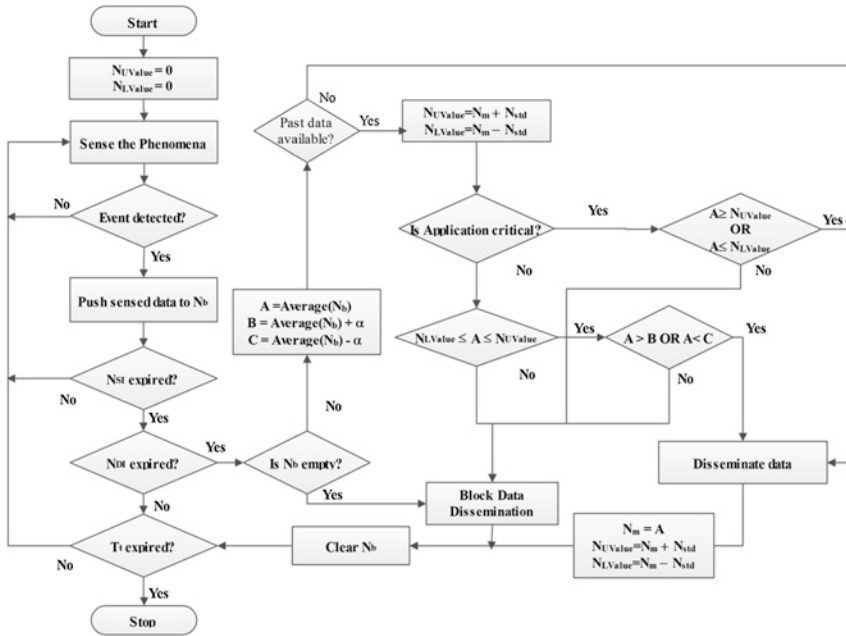 Start
NUValue = 0
NLValue = 0
Sense the Phenomena
No
Event detected?
Yes
Push sensed data to Nb
NSI expired?
No
Yes
NDI expired?
Yes
No
Tt expired?
No
Yes
Stop
Is Nb empty?
No
Yes
A =Average(Nb)
B = Average(Nb) + α
C = Average(Nb) - α
Past data
available?
No
Yes
NUValue=Nm + Nstd
NLValue=Nm − Nstd
Is Application critical?
Yes
No
A≥ NUValue
OR
A≤ NLValue
Yes
No
NLValue ≤ A ≤ NUValue
Yes
No
A > B OR A< C
Yes
No
Disseminate data
Block Data
Dissemination
Nm = A
NUValue=Nm + Nstd
NLValue=Nm − Nstd
Clear Nb